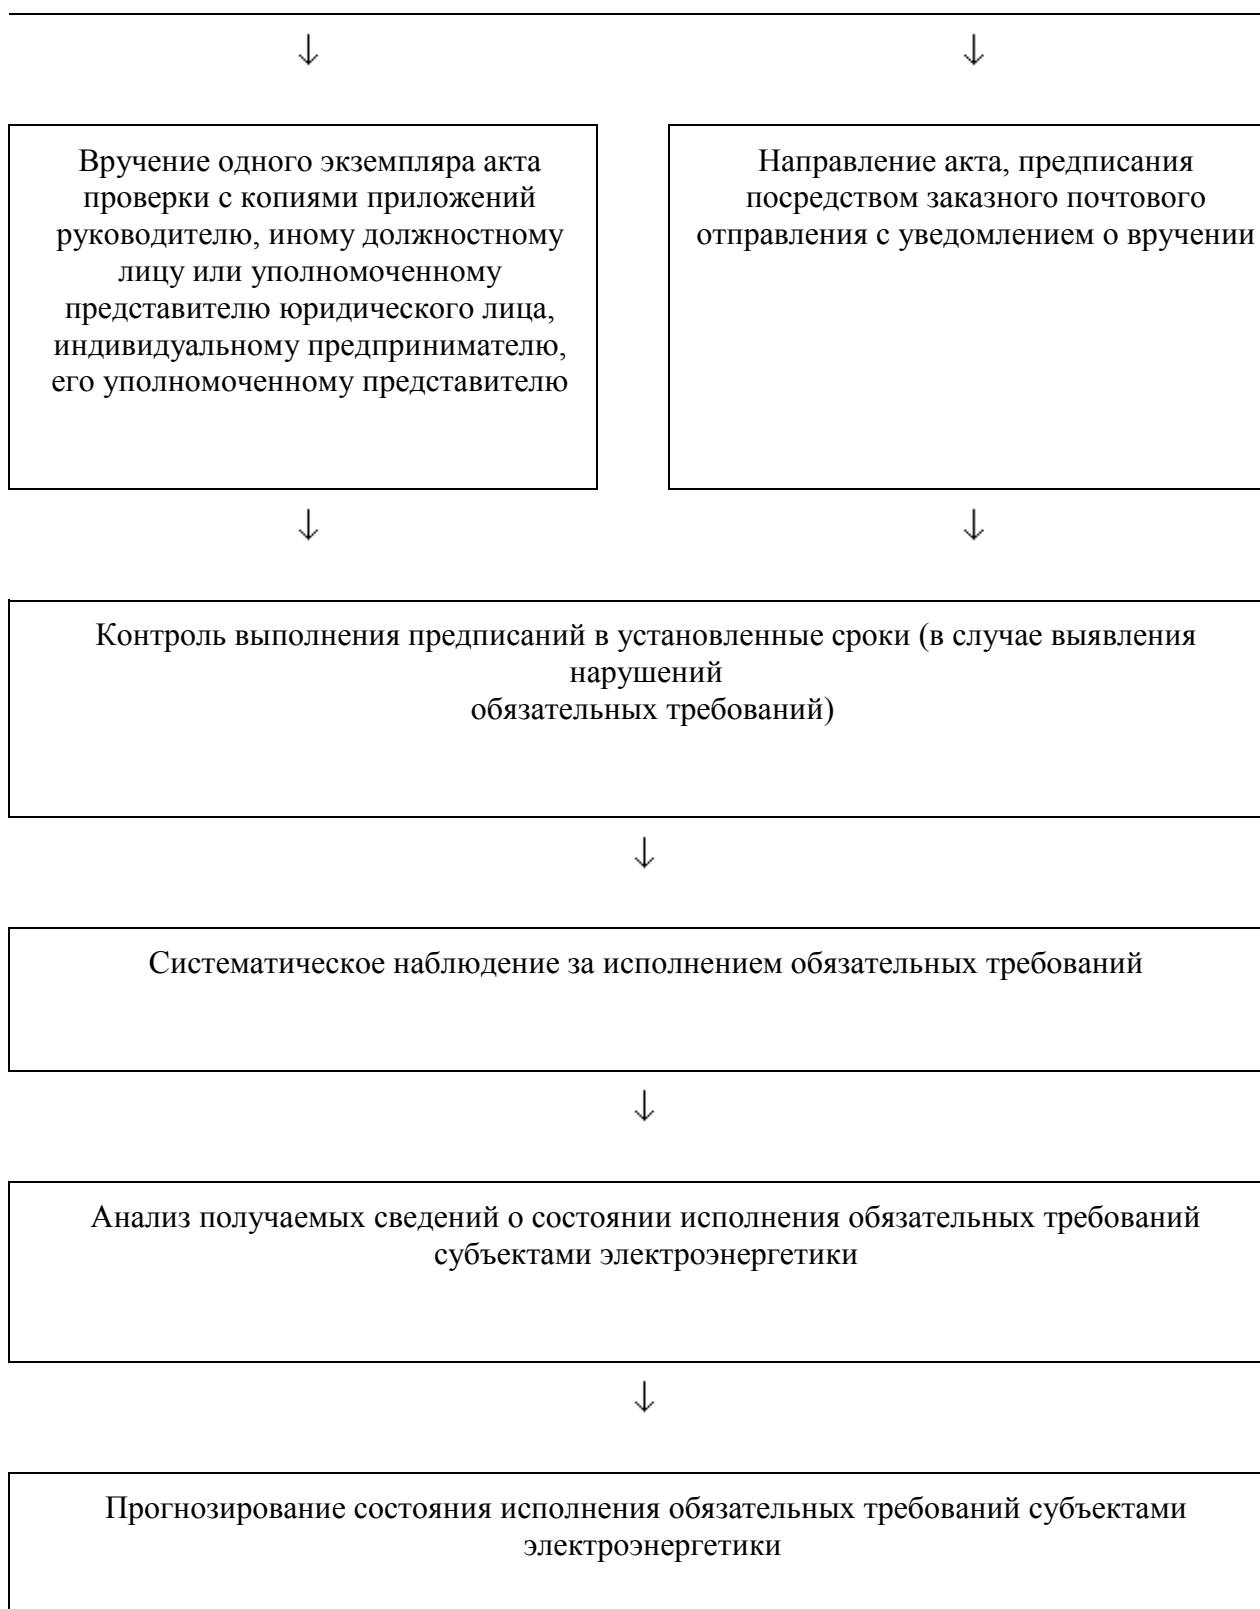 ↓ ↓
Вручение одного экземпляра акта
проверки с копиями приложений
руководителю, иному должностному
лицу или уполномоченному
представителю юридического лица,
индивидуальному предпринимателю,
его уполномоченному представителю
Направление акта, предписания
посредством заказного почтового
отправления с уведомлением о вручении
↓ ↓
Контроль выполнения предписаний в установленные сроки (в случае выявления
нарушений
обязательных требований)
↓
Систематическое наблюдение за исполнением обязательных требований
↓
Анализ получаемых сведений о состоянии исполнения обязательных требований
субъектами электроэнергетики
↓
Прогнозирование состояния исполнения обязательных требований субъектами
электроэнергетики